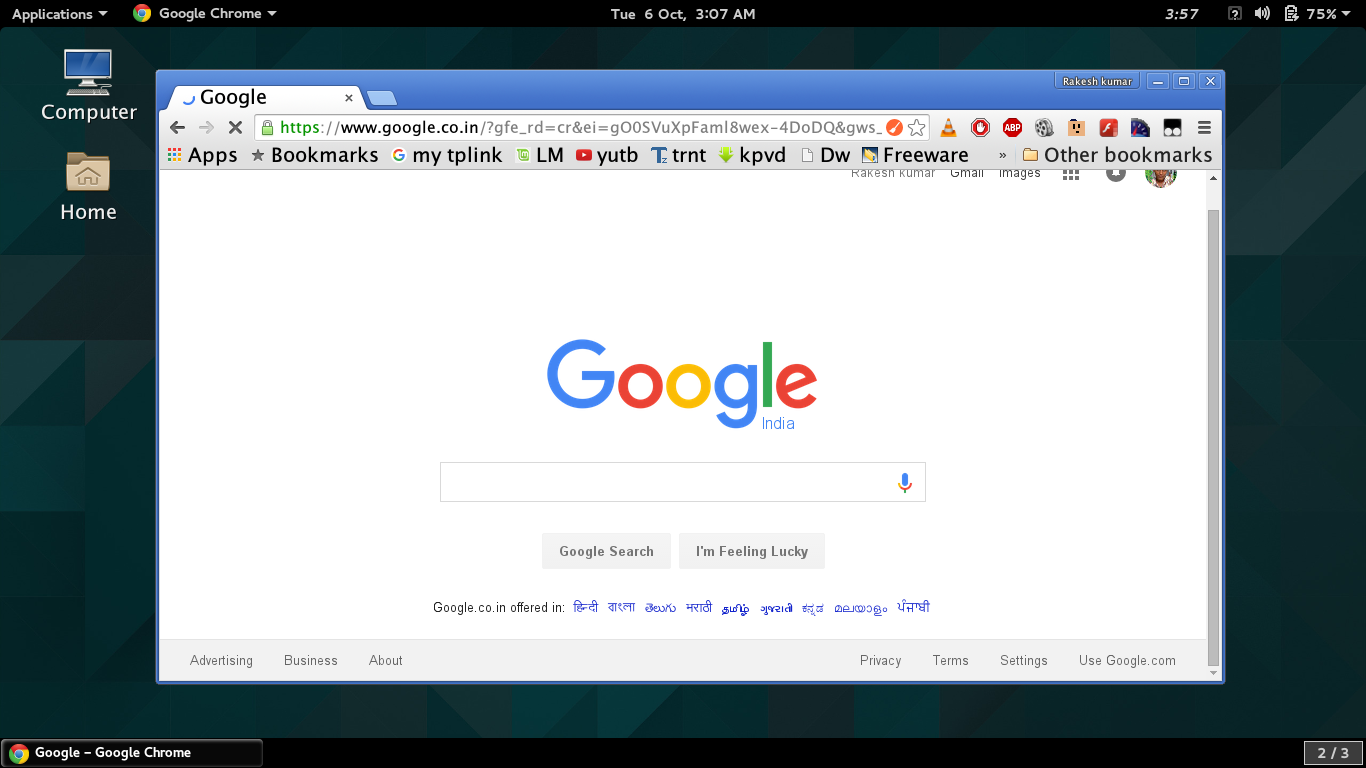 Applications Google Chrome Tue 6 Oct, 3:07 AM 3:57 75%
Computer
Home
Rakesh kumar
Google
https://www.google.co.in/?gfe_rd=cr&ei=gO0SVuXpFamI8wex-4DoDQ&gws_
ABP
Apps Bookmarks my tplink LM yutb trnt kpvd Dw Freeware » Other bookmarks
Rakesh kumar Gmail Images
Google
India
Google Search I'm Feeling Lucky
Google.co.in offered in: हिन्दी বাংলা తెలుగు मराठी தமிழ் ગુજરાતી ಕನ್ನಡ മലയാളം ਪੰਜਾਬੀ
Advertising Business About Privacy Terms Settings Use Google.com
Google – Google Chrome 2 / 3